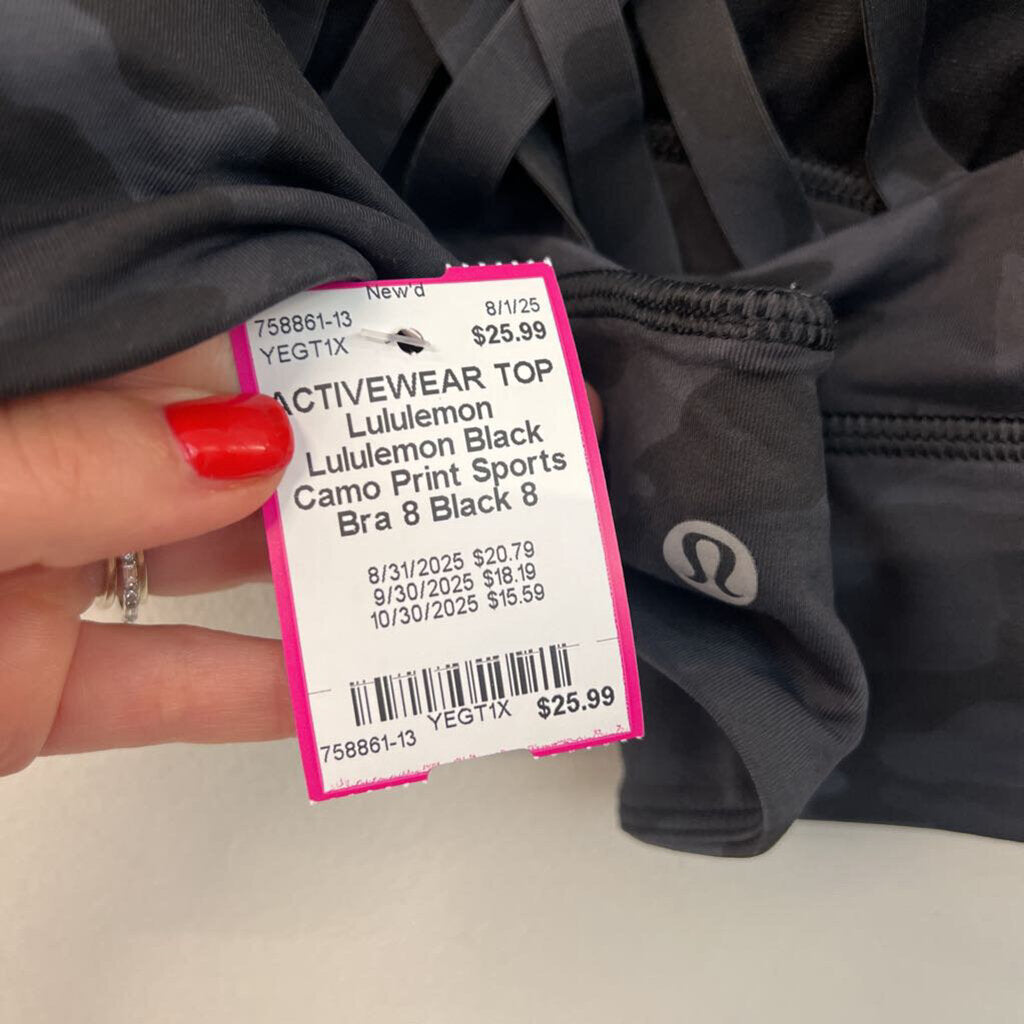 New'd
758861-13 8/1/25
YEGT1X $25.99
ACTIVEWEAR TOP
Lululemon
Lululemon Black
Camo Print Sports
Bra 8 Black 8
8/31/2025 $20.79
9/30/2025 $18.19
10/30/2025 $15.59
YEGT1X $25.99
758861-13